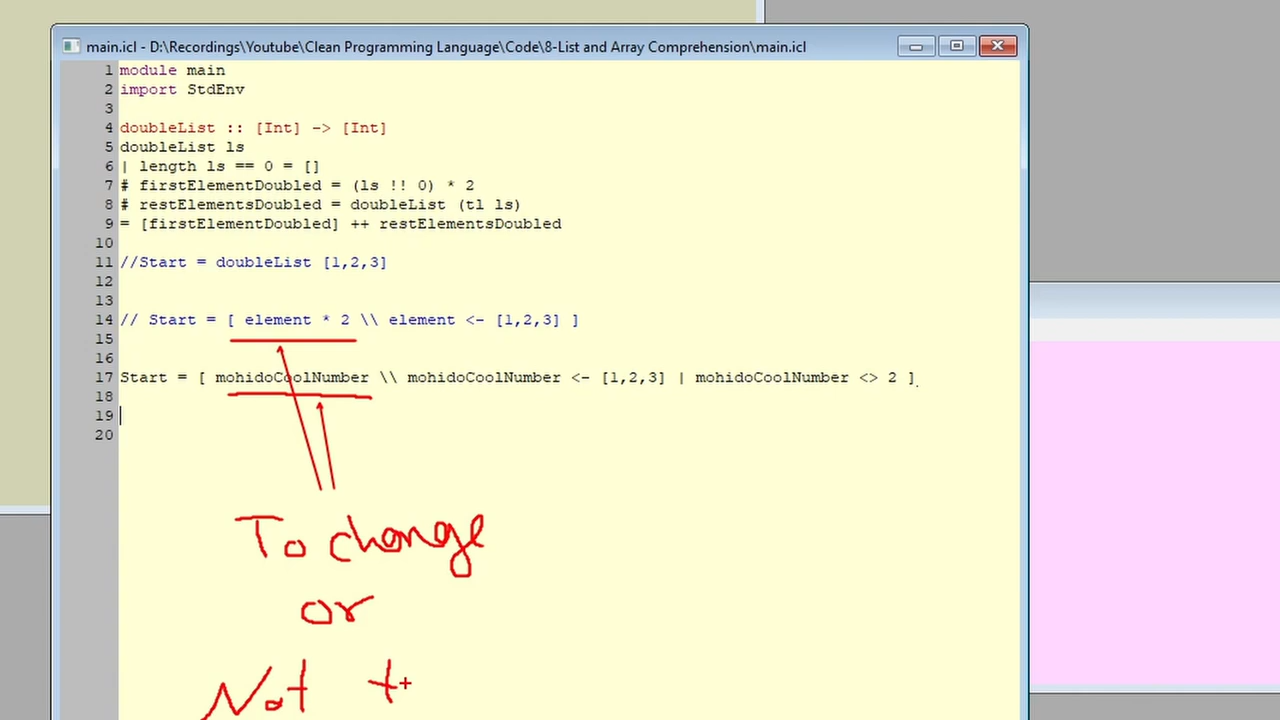 main.icl - D:\Recordings\Youtube\Clean Programming Language\Code\8-List and Array Comprehension\main.icl
1 module main
2 import StdEnv
3
4 doubleList :: [Int] -> [Int]
5 doubleList ls
6 | length ls == 0 = []
7 # firstElementDoubled = (ls !! 0) * 2
8 # restElementsDoubled = doubleList (tl ls)
9 = [firstElementDoubled] ++ restElementsDoubled
10
11 //Start = doubleList [1,2,3]
12
13
14 // Start = [ element * 2 \\ element <- [1,2,3] ]
15
16
17 Start = [ mohidoCoolNumber \\ mohidoCoolNumber <- [1,2,3] | mohidoCoolNumber <> 2 ]
18
19
20
To change
or
Not t